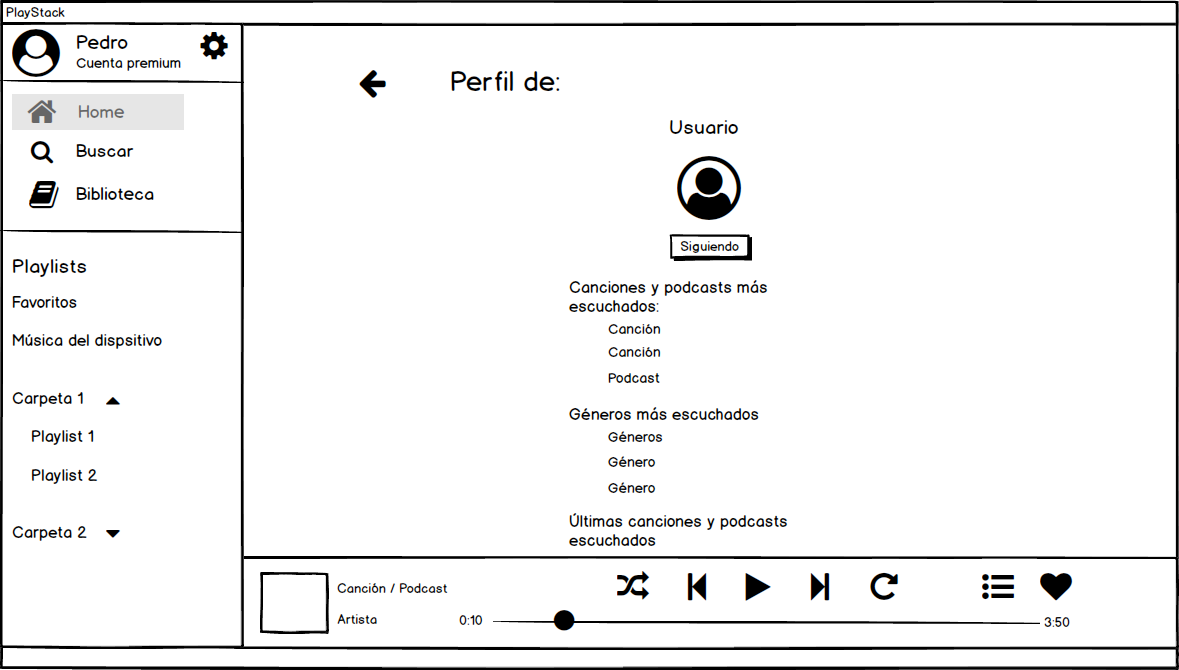 PlayStack
Pedro
Cuenta premium
Home
Buscar
Biblioteca
Playlists
Favoritos
Música del dispsitivo
Carpeta 1
Playlist 1
Playlist 2
Carpeta 2
Perfil de:
Usuario
Siguiendo
Canciones y podcasts más
escuchados:
Canción
Canción
Podcast
Géneros más escuchados
Géneros
Género
Género
Últimas canciones y podcasts
escuchados
Canción / Podcast
Artista
0:10
3:50